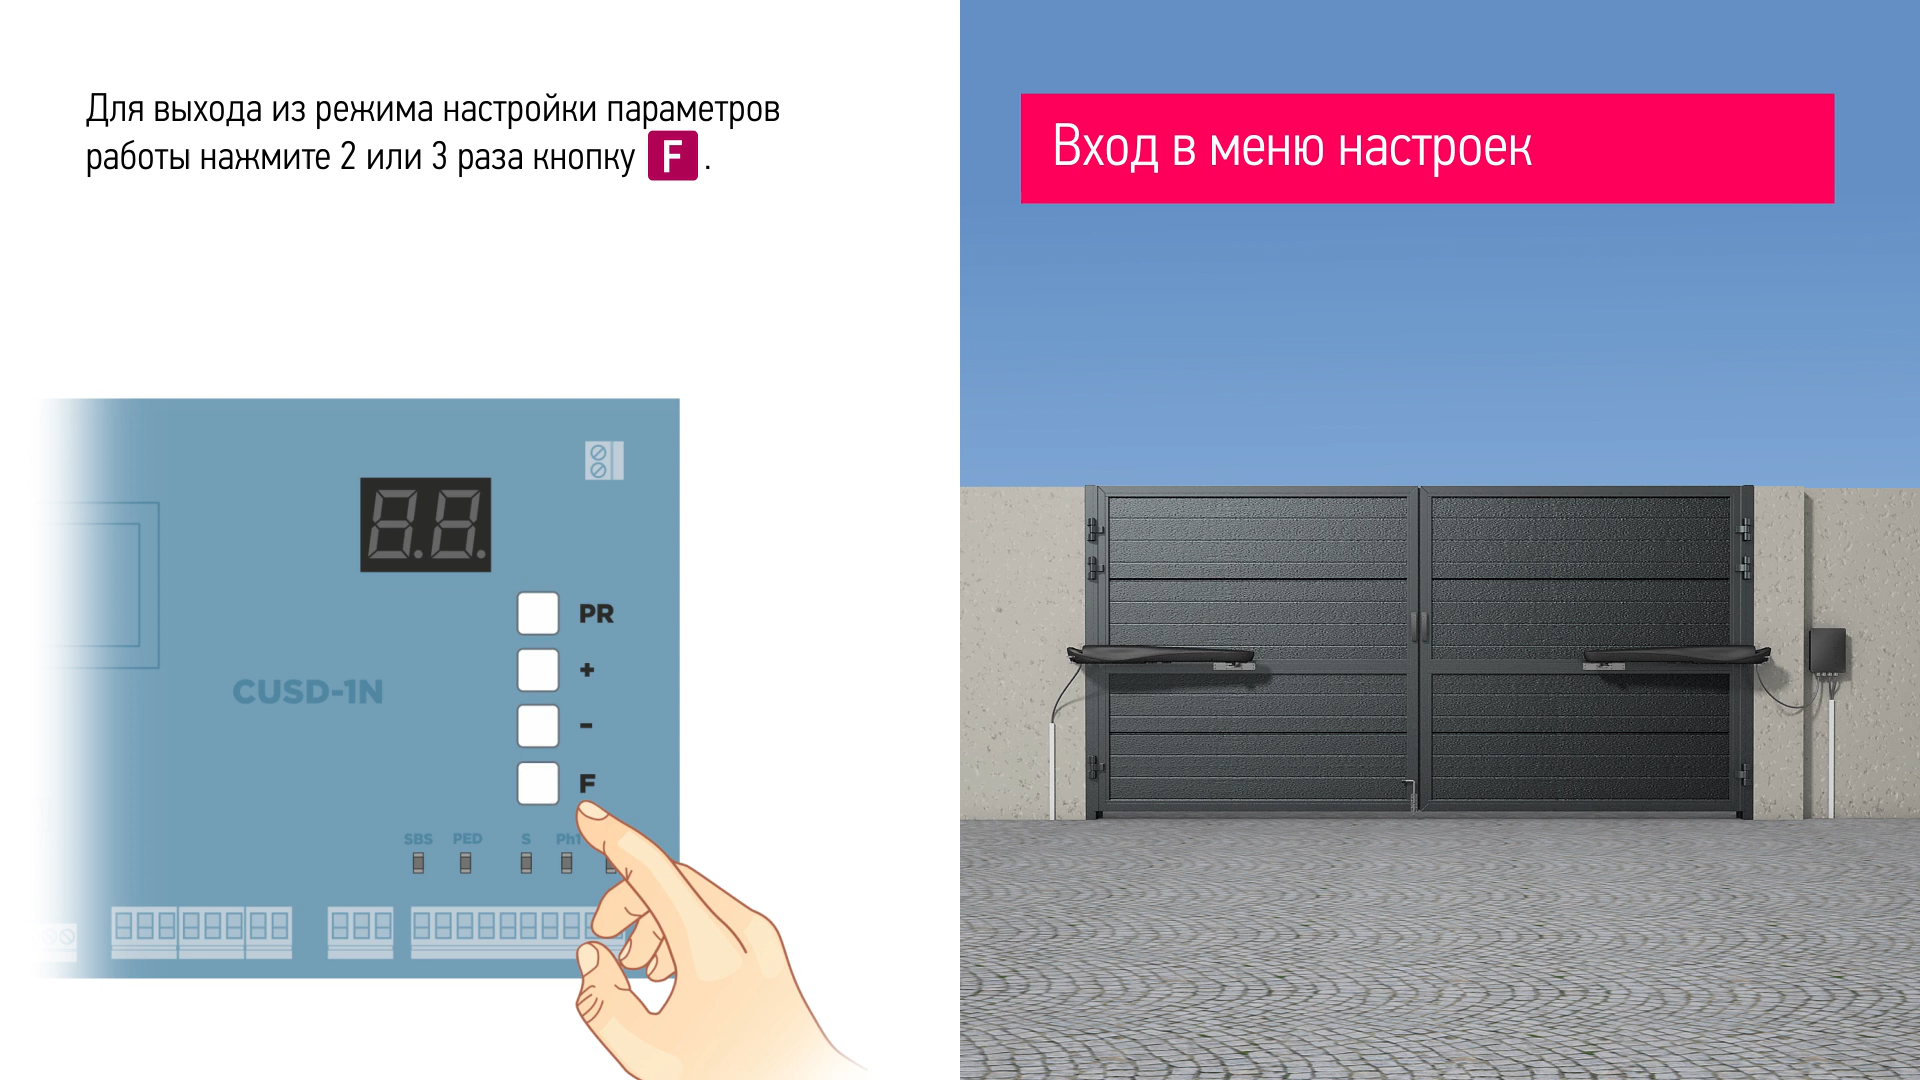 Для выхода из режима настройки параметров
работы нажмите 2 или 3 раза кнопку F .
Вход в меню настроек
8.8.
PR
+
-
CUSD-1N
F
SBS PED S Ph1